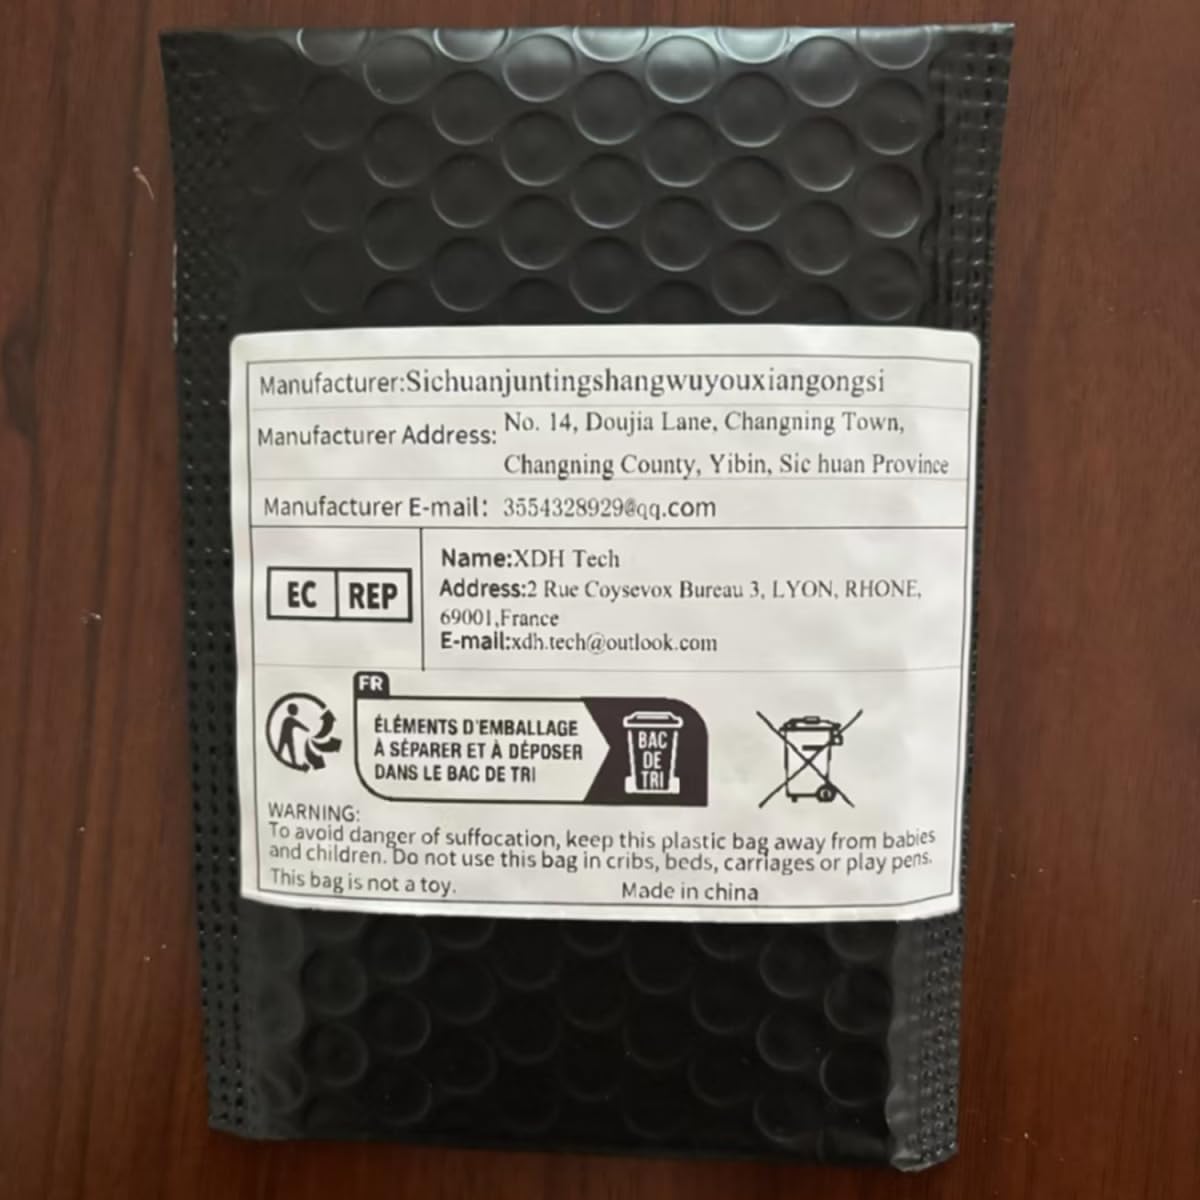 Manufacturer:Sichuanjuntingshangwuyouxiangongsi
Manufacturer Address: No. 14, Doujia Lane, Changning Town,
Changning County, Yibin, Sic huan Province
Manufacturer E-mail: 3554328929@qq.com
EC REP
Name:XDH Tech
Address:2 Rue Coysevox Bureau 3, LYON, RHONE,
69001,France
E-mail:xdh.tech@outlook.com
FR
ÉLÉMENTS D'EMBALLAGE
À SÉPARER ET À DÉPOSER
DANS LE BAC DE TRI
BAC
DE
TRI
WARNING:
To avoid danger of suffocation, keep this plastic bag away from babies
and children. Do not use this bag in cribs, beds, carriages or play pens.
This bag is not a toy.
Made in china